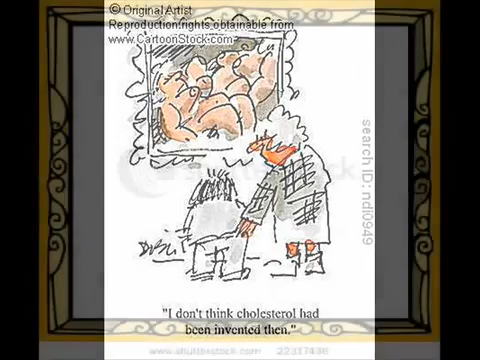 © Original Artist
Reproduction rights obtainable from
www.CartoonStock.com
search ID: ndl0949
"I don't think cholesterol had
been invented then."
www.shutterstock.com · 22317436